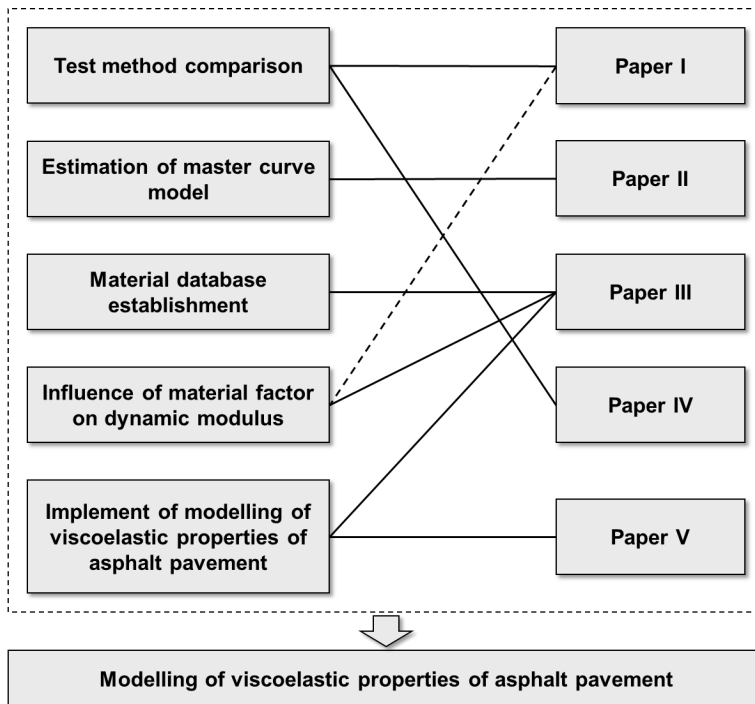 Test method comparison
Paper I
Estimation of master curve
model
Paper II
Material database
establishment
Paper III
Influence of material factor
on dynamic modulus
Paper IV
Implement of modelling of
viscoelastic properties of
asphalt pavement
Paper V
Modelling of viscoelastic properties of asphalt pavement